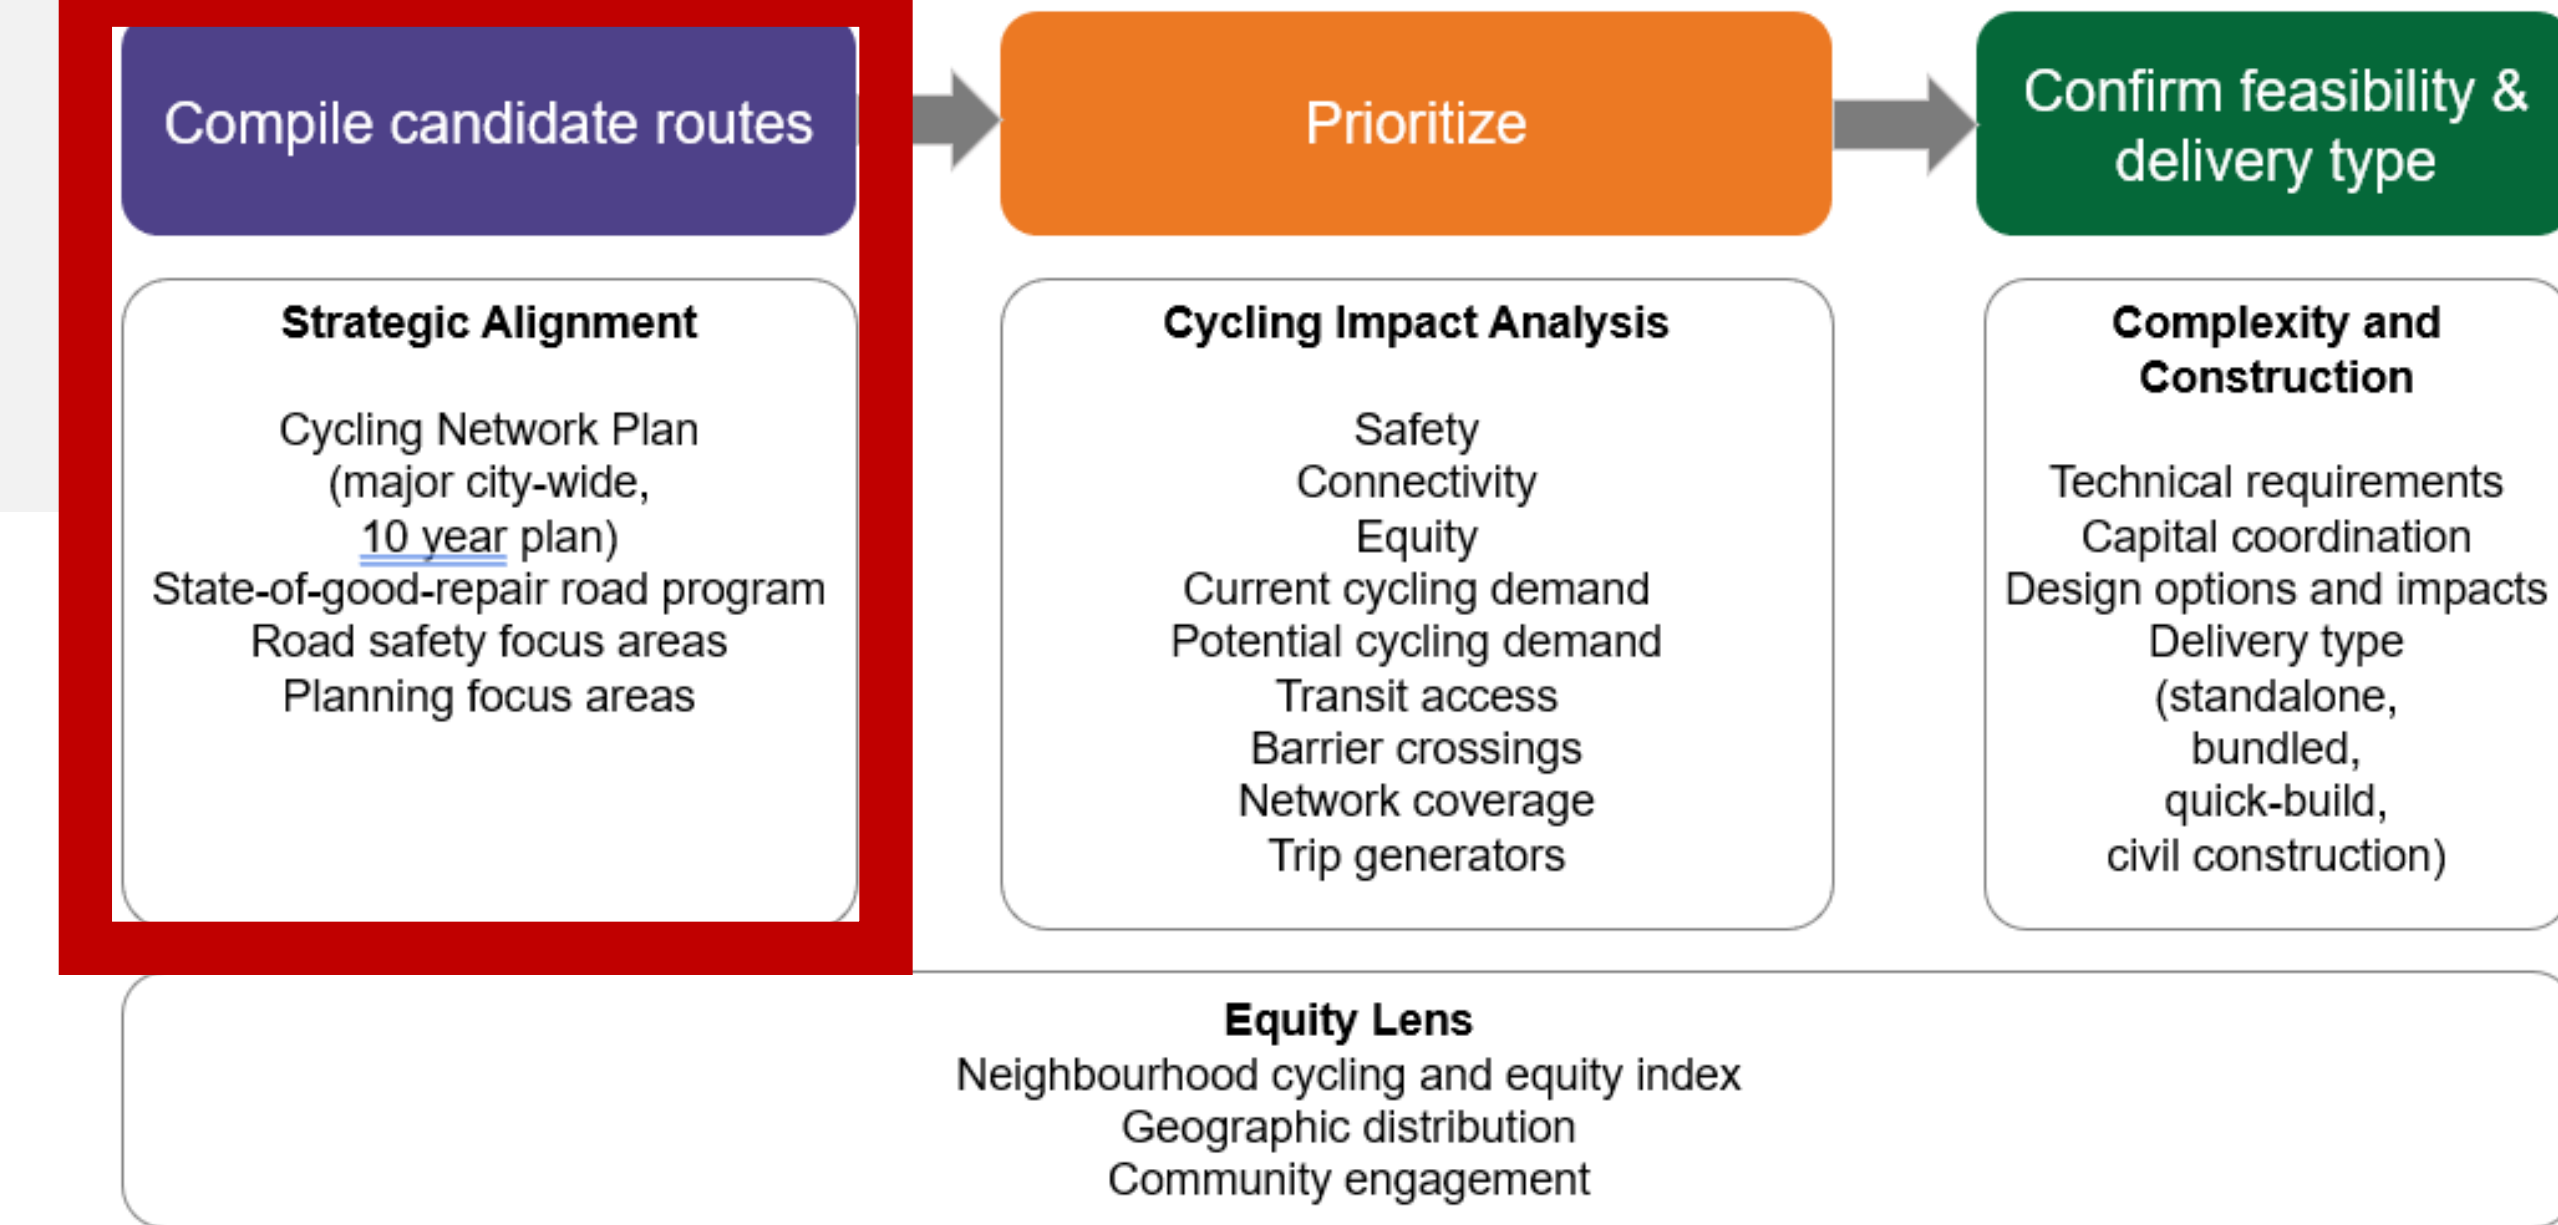 Compile candidate routes
Prioritize
Confirm feasibility &
delivery type
Strategic Alignment
Cycling Network Plan
(major city-wide,
10 year plan)
State-of-good-repair road program
Road safety focus areas
Planning focus areas
Cycling Impact Analysis
Safety
Connectivity
Equity
Current cycling demand
Potential cycling demand
Transit access
Barrier crossings
Network coverage
Trip generators
Complexity and
Construction
Technical requirements
Capital coordination
Design options and impacts
Delivery type
(standalone,
bundled,
quick-build,
civil construction)
Equity Lens
Neighbourhood cycling and equity index
Geographic distribution
Community engagement